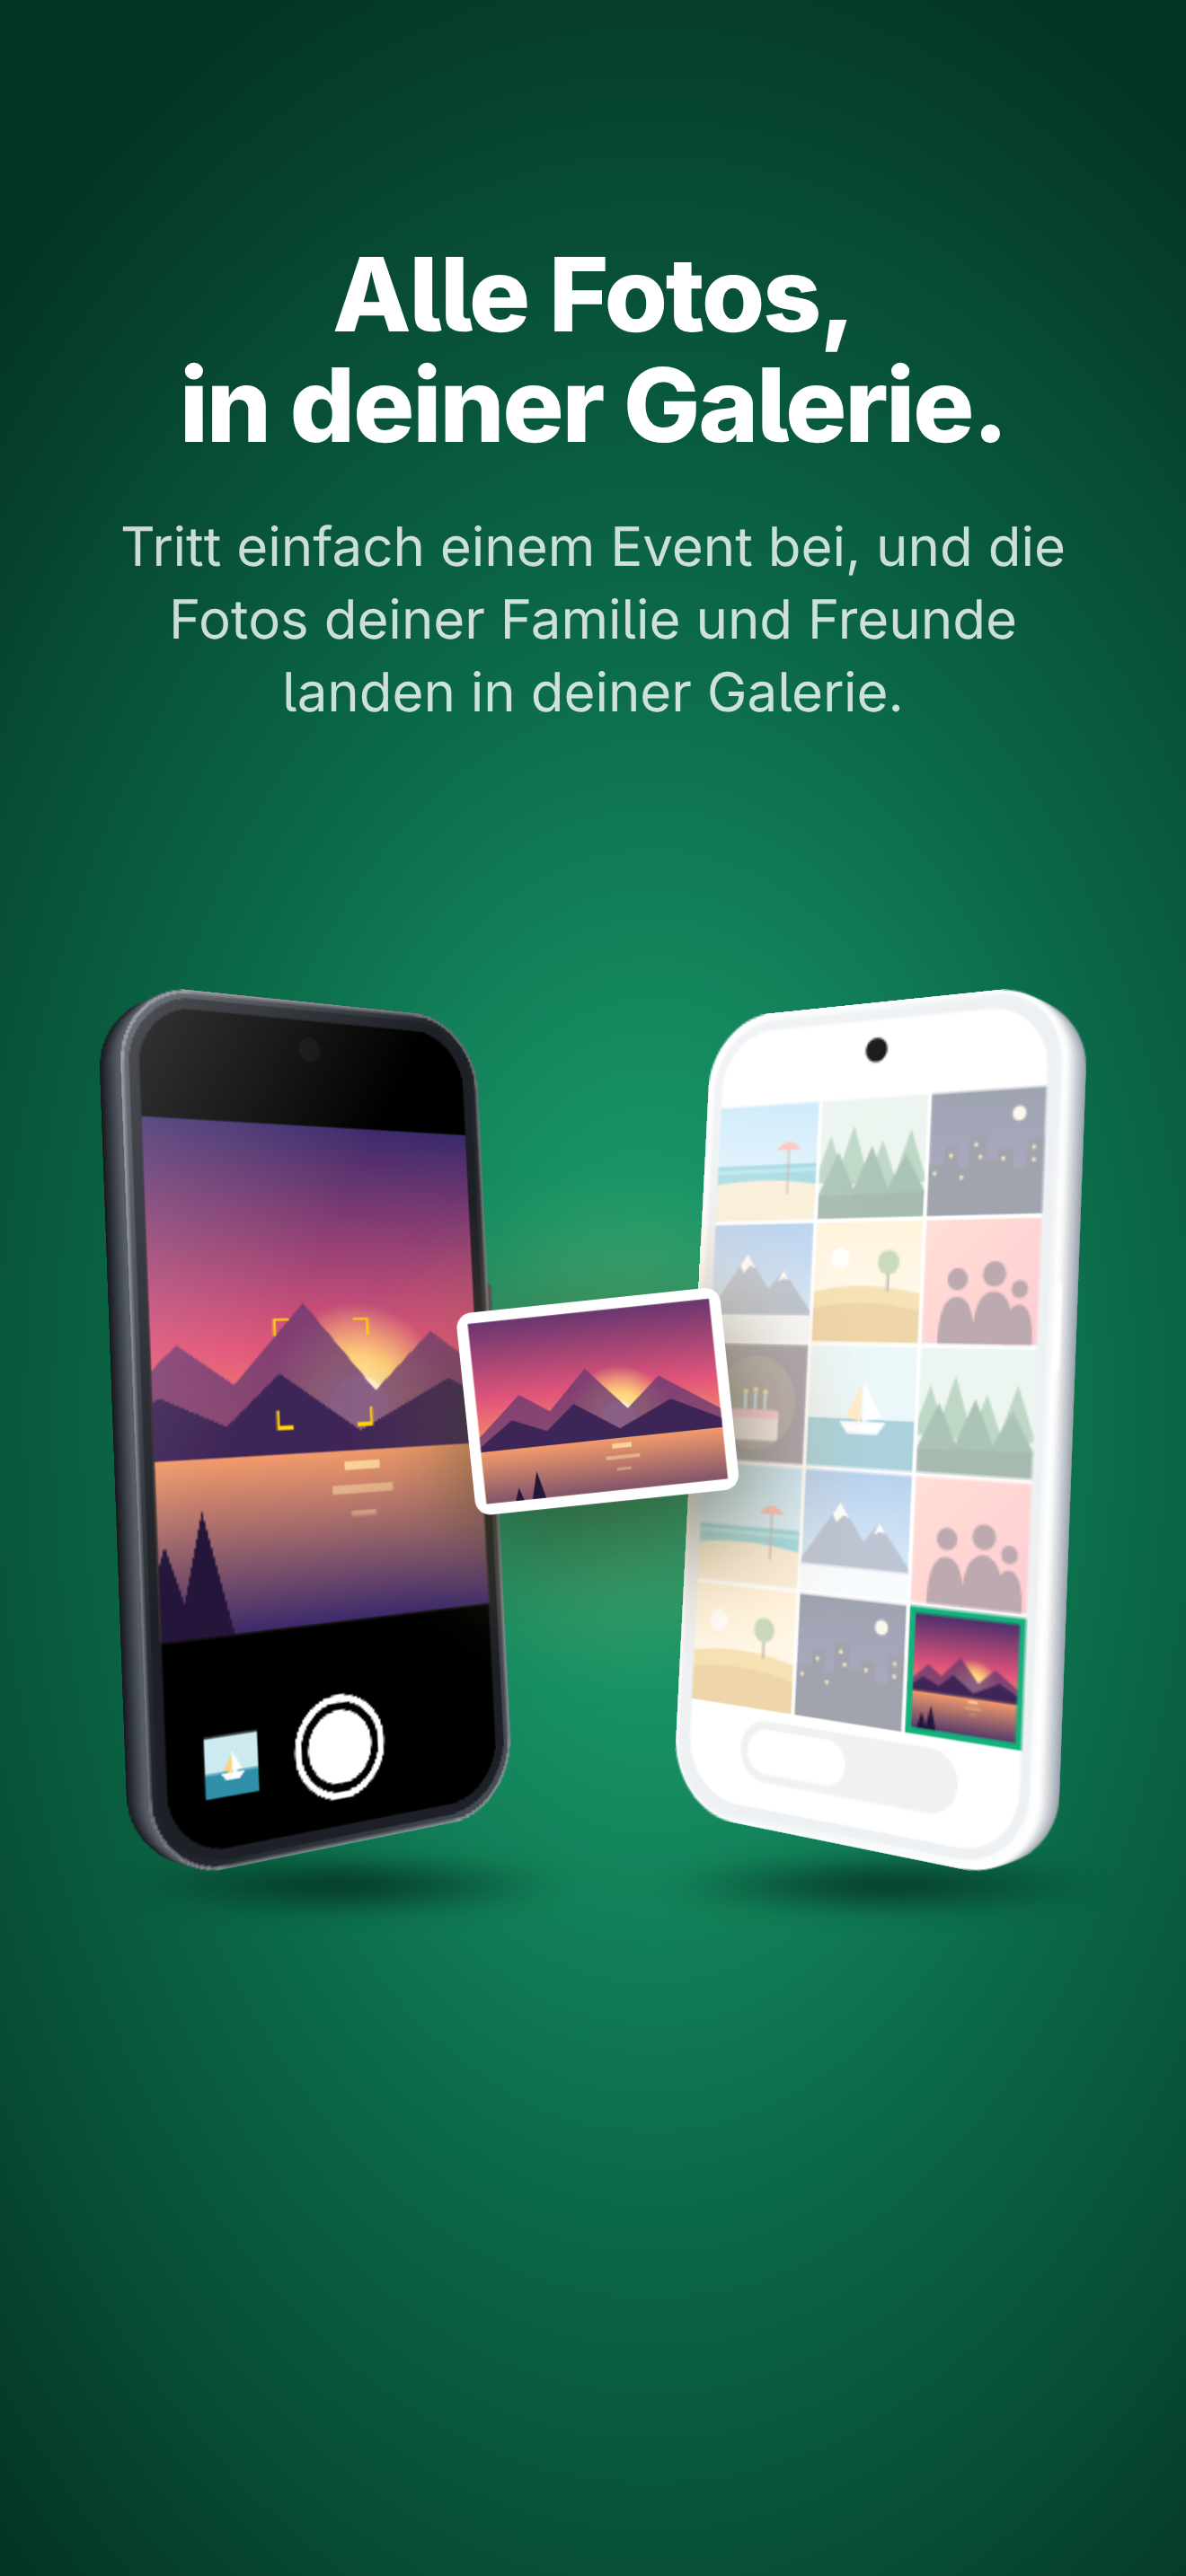 Alle Fotos,
in deiner Galerie.
Tritt einfach einem Event bei, und die
Fotos deiner Familie und Freunde
landen in deiner Galerie.